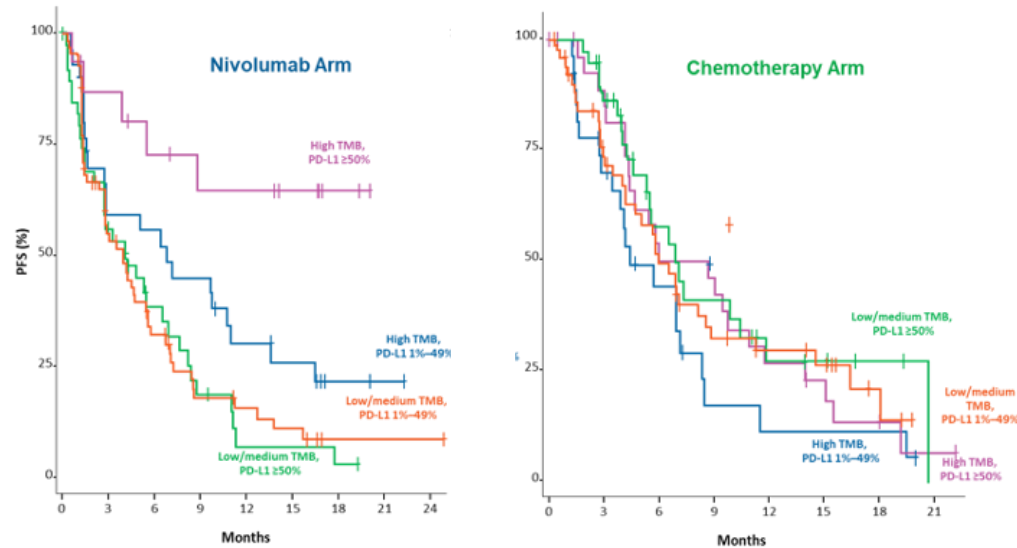 Nivolumab Arm
PFS (%)
100
75
50
25
0
High TMB,
PD-L1 ≥50%
High TMB,
PD-L1 1%–49%
Low/medium TMB,
PD-L1 1%–49%
Low/medium TMB,
PD-L1 ≥50%
0 3 6 9 12 15 18 21 24
Months
Chemotherapy Arm
100
75
50
25
0
Low/medium TMB,
PD-L1 ≥50%
Low/medium
TMB,
PD-L1 1%–49%
High TMB,
PD-L1 1%–49%
High TMB,
PD-L1 ≥50%
0 3 6 9 12 15 18 21
Months